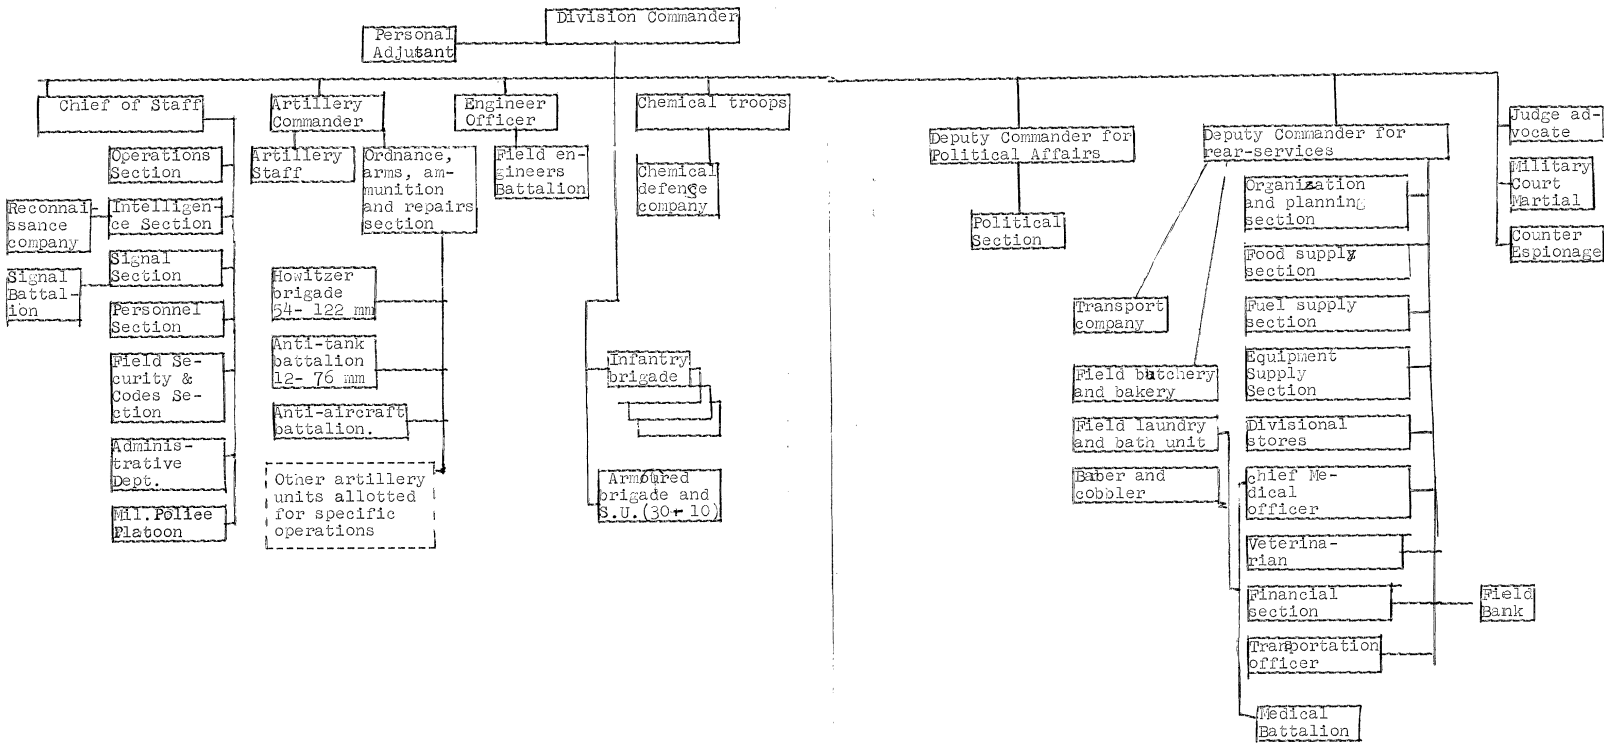 Division Commander
Personal
Adjutant
Chief of Staff
Operations
Section
Intelligen-
ce Section
Reconnai-
ssance
company
Signal
Section
Signal
Battal-
ion
Personnel
Section
Field Se-
curity &
Codes Se-
ction
Adminis-
trative
Dept.
Mil.Police
Platoon
Artillery
Commander
Artillery
Staff
Ordnance,
arms, am-
munition
and repairs
section
Howitzer
brigade
54- 122 mm
Anti-tank
battalion
12- 76 mm
Anti-aircraft
battalion.
Other artillery
units allotted
for specific
operations
Engineer
Officer
Field en-
gineers
Battalion
Chemical troops
Chemical
defence
company
Infantry
brigade
Armoured
brigade and
S.U.(30+ 10)
Deputy Commander for
Political Affairs
Political
Section
Deputy Commander for
rear-services
Transport
company
Field butchery
and bakery
Field laundry
and bath unit
Baber and
cobbler
Organization
and planning
section
Food supply
section
Fuel supply
section
Equipment
Supply
Section
Divisional
stores
chief Me-
dical
officer
Veterina-
rian
Financial
section
Field
Bank
Transportation
officer
Medical
Battalion
Judge ad-
vocate
Military
Court
Martial
Counter
Espionage